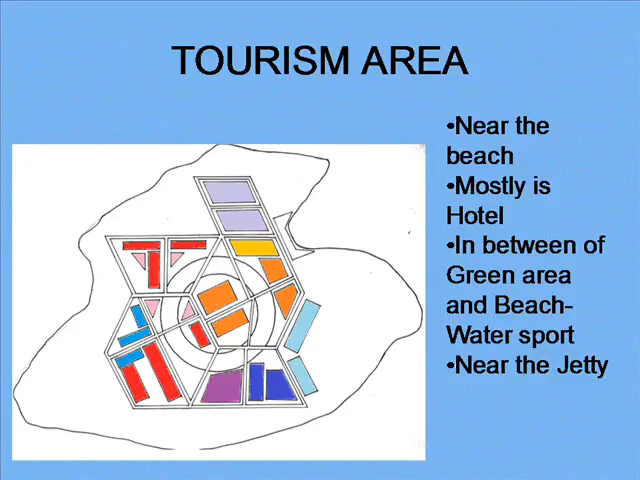 TOURISM AREA
•Near the
beach
•Mostly is
Hotel
•In between of
Green area
and Beach-
Water sport
•Near the Jetty